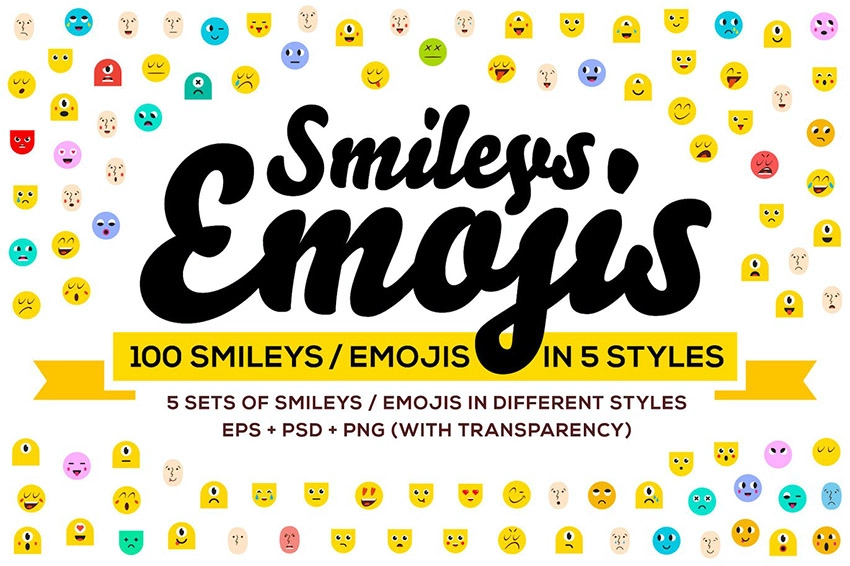 Smileys
Emojis
100 SMILEYS / EMOJIS IN 5 STYLES
5 SETS OF SMILEYS / EMOJIS IN DIFFERENT STYLES
EPS + PSD + PNG (WITH TRANSPARENCY)